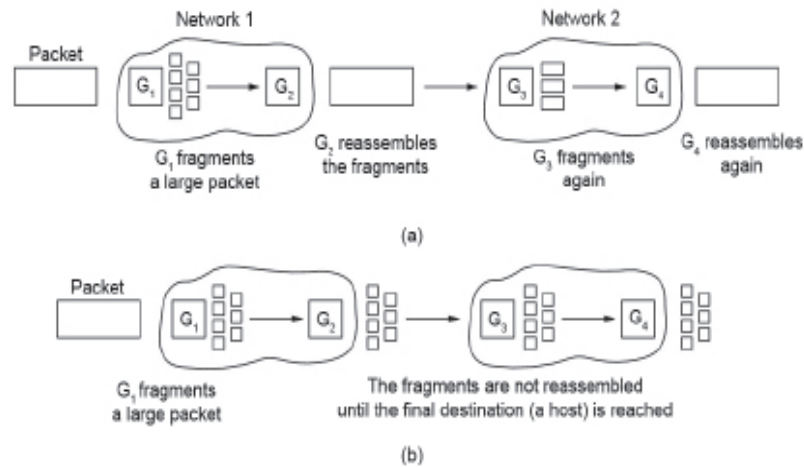 Network 1
Network 2
Packet
G₁
G₂
G₃
G₄
G₁ fragments
a large packet
G₂ reassembles
the fragments
G₃ fragments
again
G₄ reassembles
again
(a)
Packet
G₁
G₂
G₃
G₄
G₁ fragments
a large packet
The fragments are not reassembled
until the final destination (a host) is reached
(b)